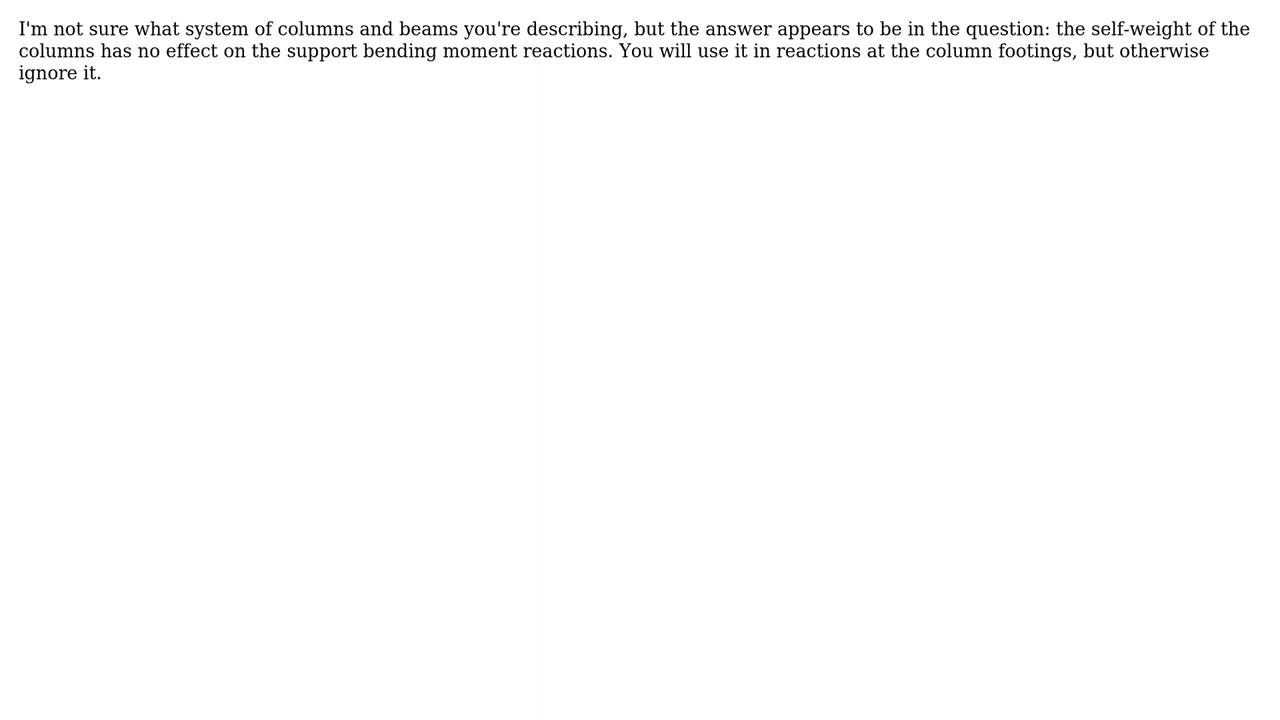 I'm not sure what system of columns and beams you're describing, but the answer appears to be in the question: the self-weight of the
columns has no effect on the support bending moment reactions. You will use it in reactions at the column footings, but otherwise
ignore it.